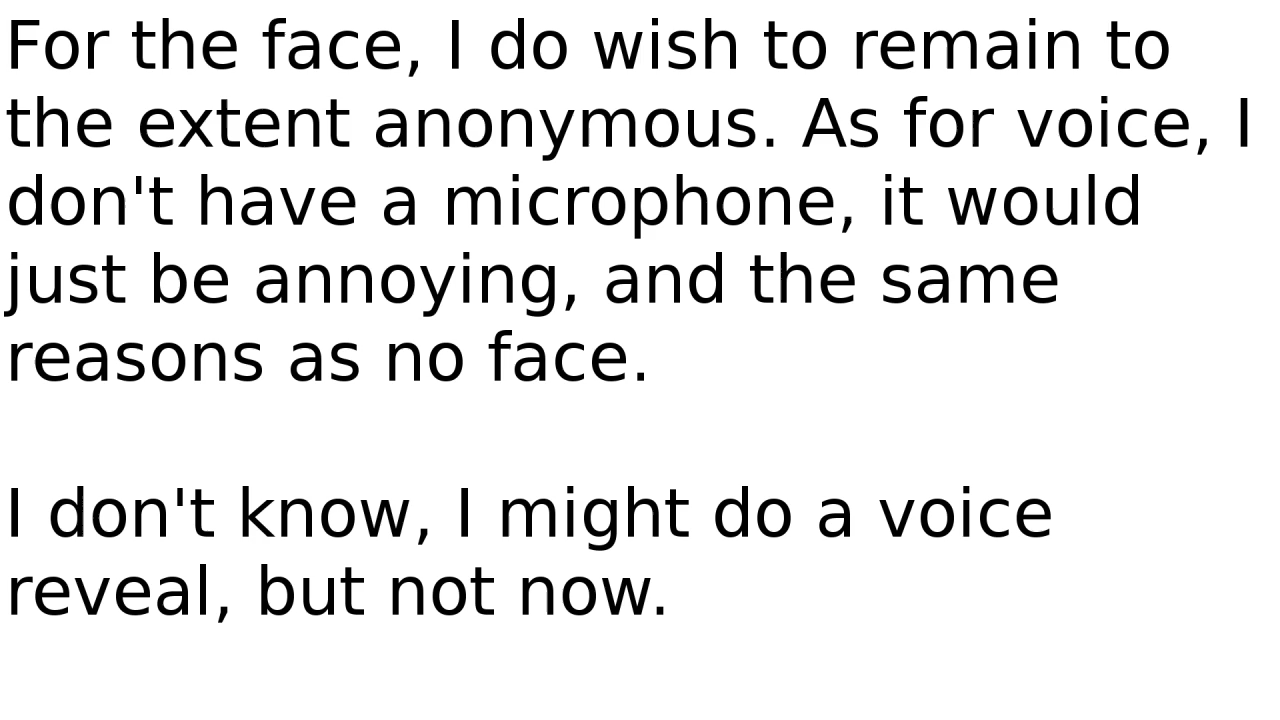 For the face, I do wish to remain to
the extent anonymous. As for voice, I
don't have a microphone, it would
just be annoying, and the same
reasons as no face.
I don't know, I might do a voice
reveal, but not now.